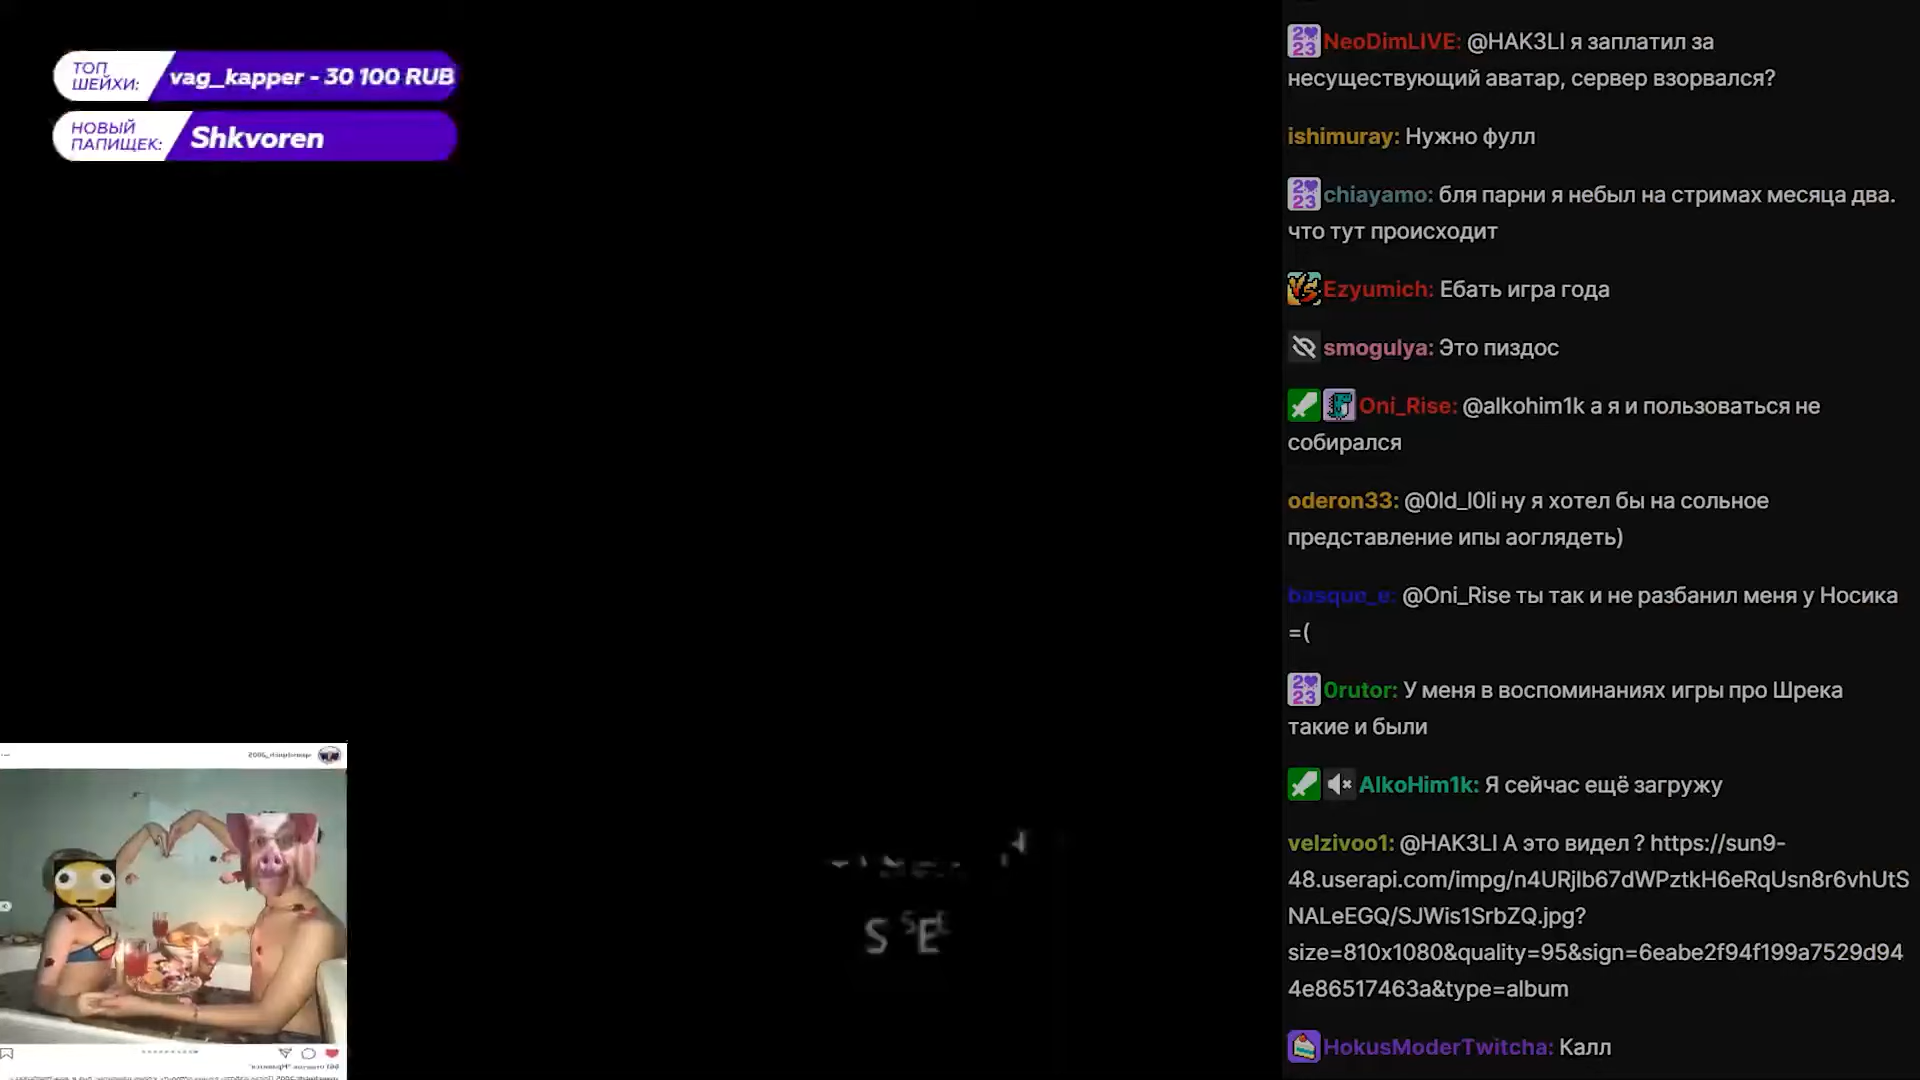 ТОП
ШЕЙХИ:
vag_kapper - 30 100 RUB
НОВЫЙ
ПАПИЩЕК:
Shkvoren
NeoDimLIVE: @HAK3LI я заплатил за
несуществующий аватар, сервер взорвался?
ishimuray: Нужно фулл
chiayamo: бля парни я небыл на стримах месяца два.
что тут происходит
Ezyumich: Ебать игра года
smogulya: Это пиздос
Oni_Rise: @alkohim1k а я и пользоваться не
собирался
oderon33: @0ld_l0li ну я хотел бы на сольное
представление ипы аоглядеть)
basque_e: @Oni_Rise ты так и не разбанил меня у Носика
=(
0rutor: У меня в воспоминаниях игры про Шрека
такие и были
AlkoHim1k: Я сейчас ещё загружу
velzivoo1: @HAK3LI А это видел ? https://sun9-
48.userapi.com/impg/n4URjIb67dWPztkH6eRqUsn8r6vhUtS
NALeEGQ/SJWis1SrbZQ.jpg?
size=810x1080&quality=95&sign=6eabe2f94f199a7529d94
4e86517463a&type=album
HokusModerTwitcha: Калл